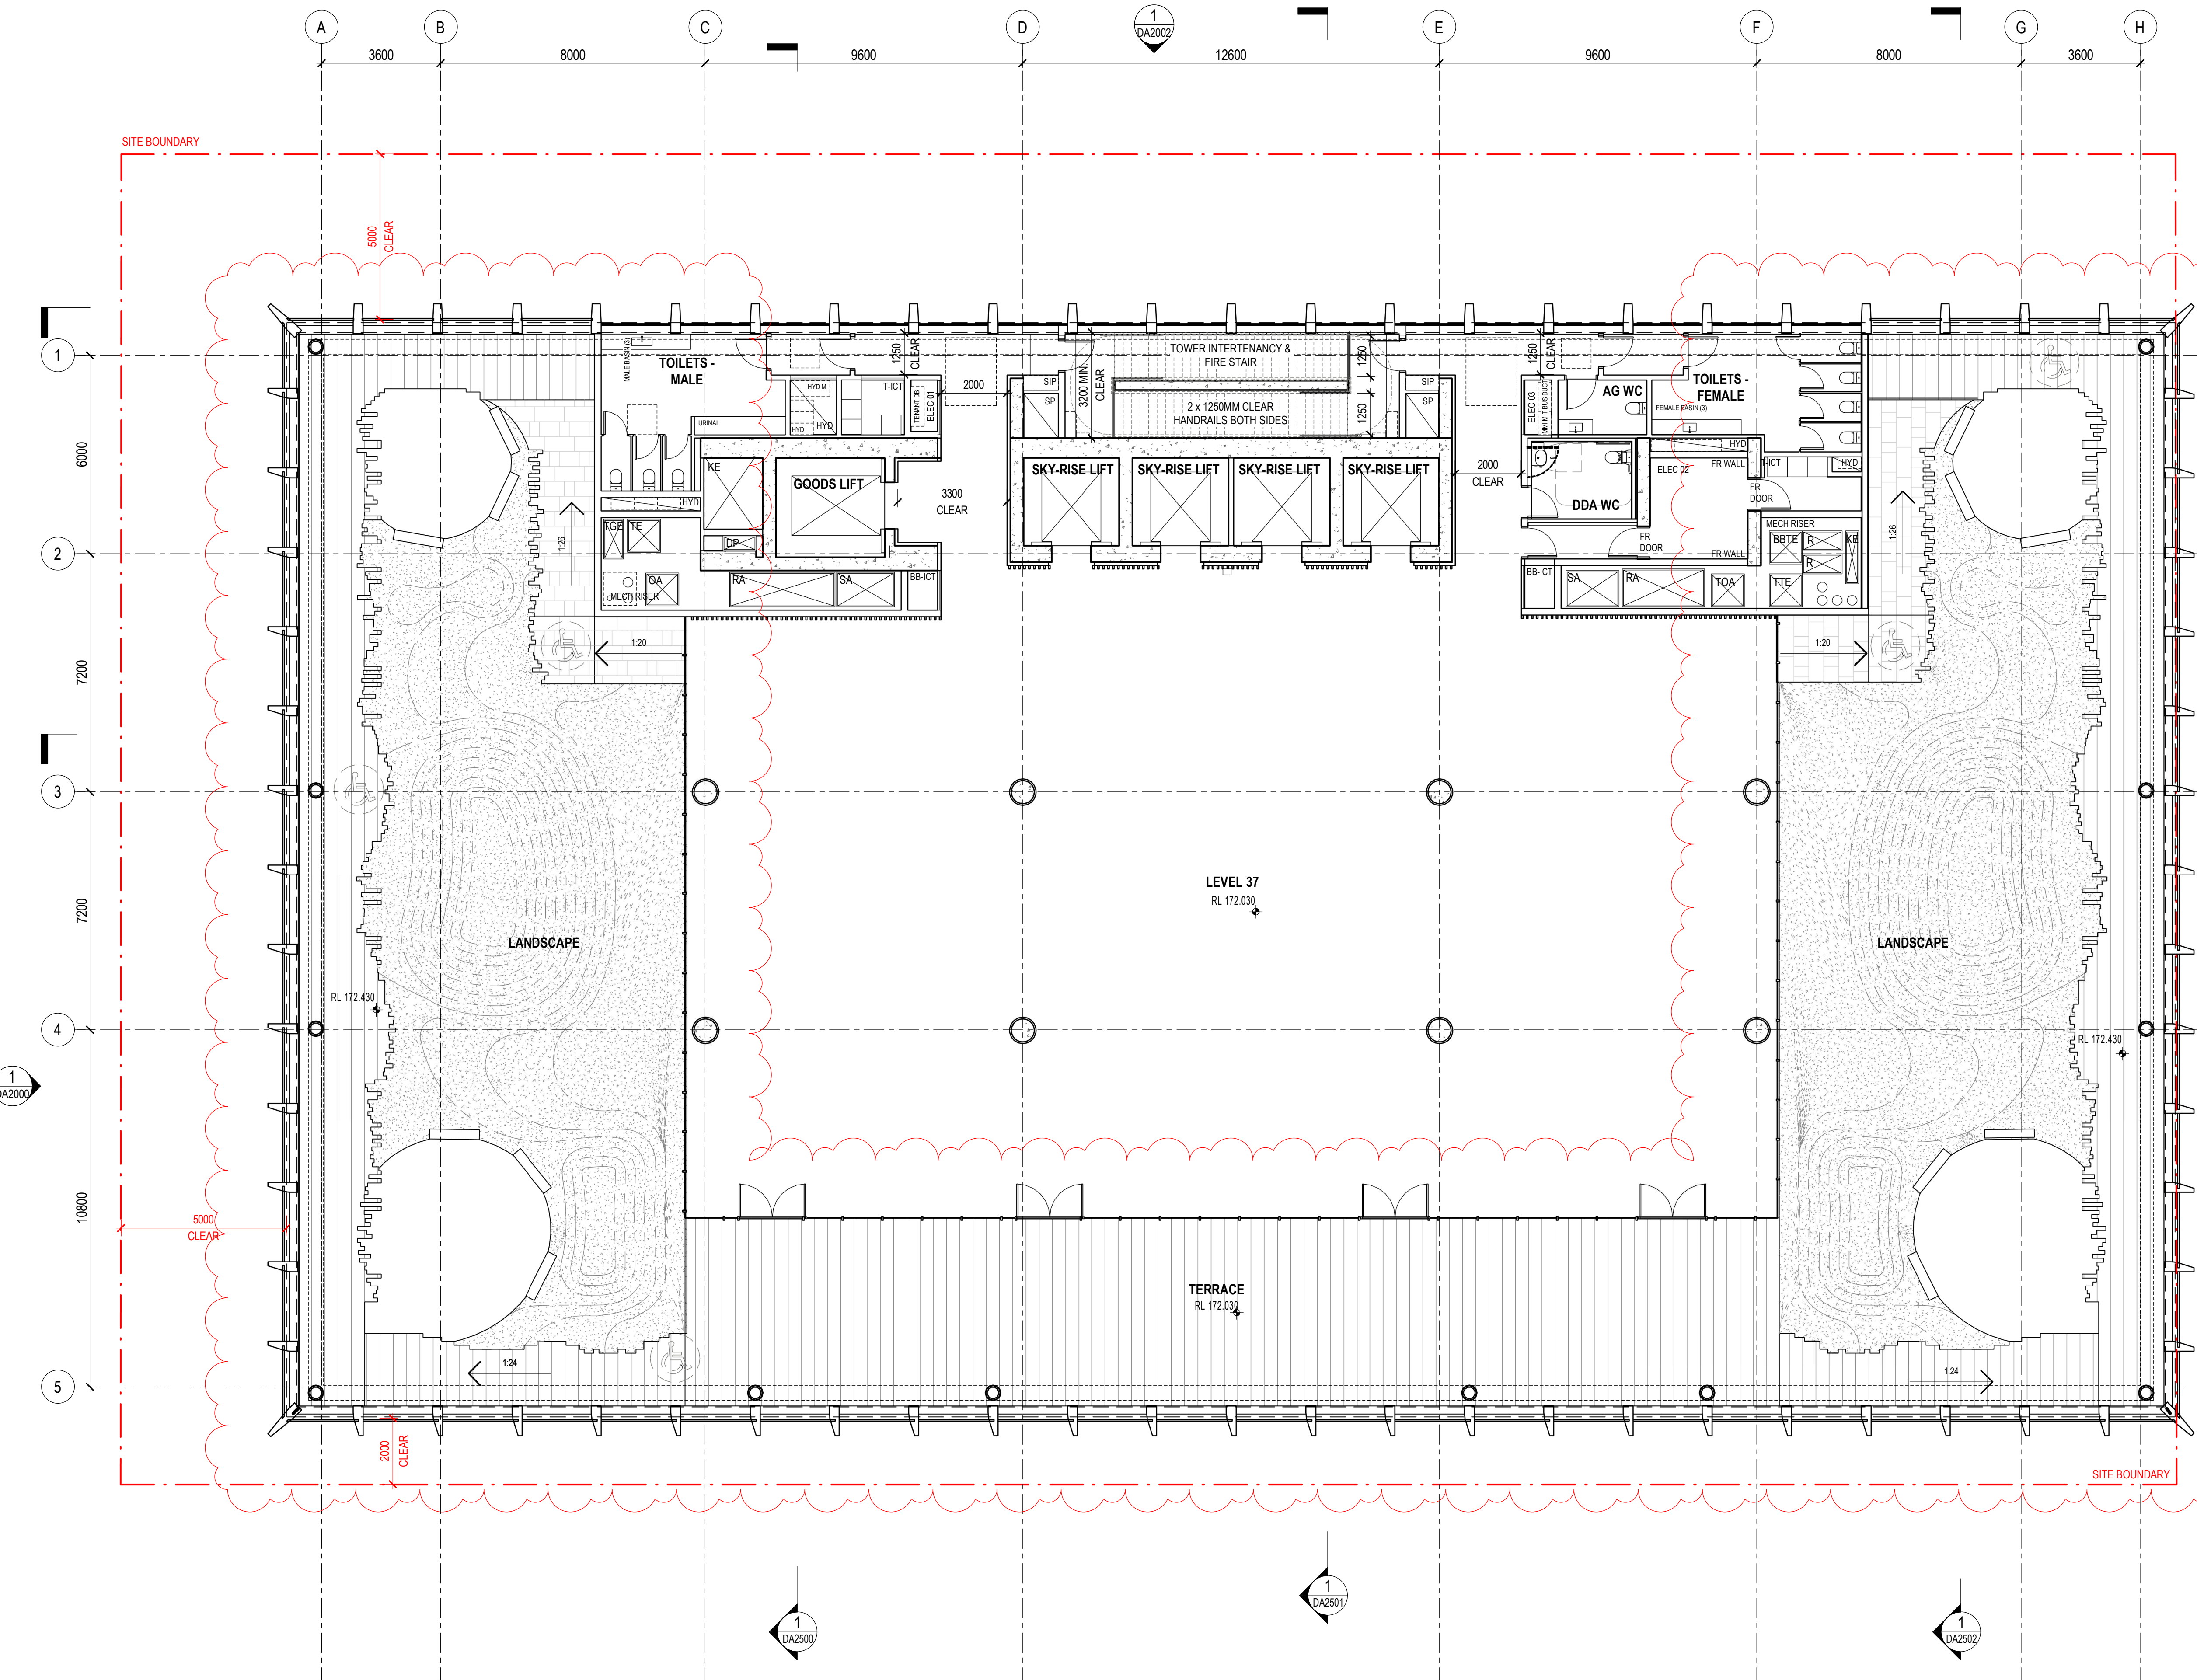 A
B
C
D
1
DA2002
E
F
G
H
3600
8000
9600
12600
9600
8000
3600
SITE BOUNDARY
5000
CLEAR
1
6000
2
7200
3
7200
4
10800
5
MALE BASIN (3)
TOILETS -
MALE
URINAL
HYD M
HYD
HYD
T-ICT
TENANT DB
ELEC 01
1250
CLEAR
2000
SIP
SP
3200 MIN.
CLEAR
TOWER INTERTENANCY &
FIRE STAIR
2 x 1250MM CLEAR
HANDRAILS BOTH SIDES
1250
1250
SIP
SP
1250
CLEAR
ELEC 03
AG WC
FEMALE BASIN (3)
TOILETS -
FEMALE
KE
GOODS LIFT
3300
CLEAR
SKY-RISE LIFT
SKY-RISE LIFT
SKY-RISE LIFT
SKY-RISE LIFT
2000
CLEAR
DDA WC
HYD
ELEC 02
FR WALL
T-ICT
HYD
FR
DOOR
FR
DOOR
FR WALL
HYD
TGE
TE
DP
OA
MECH RISER
RA
SA
BB-ICT
BB-ICT
SA
RA
TOA
TTE
MECH RISER
BBTE
R
R
KE
1:26
1:26
1:20
1:20
LEVEL 37
RL 172.030
LANDSCAPE
LANDSCAPE
RL 172.430
RL 172.430
1
DA2000
5000
CLEAR
TERRACE
RL 172.030
1:24
1:24
2000
CLEAR
SITE BOUNDARY
1
DA2500
1
DA2501
1
DA2502